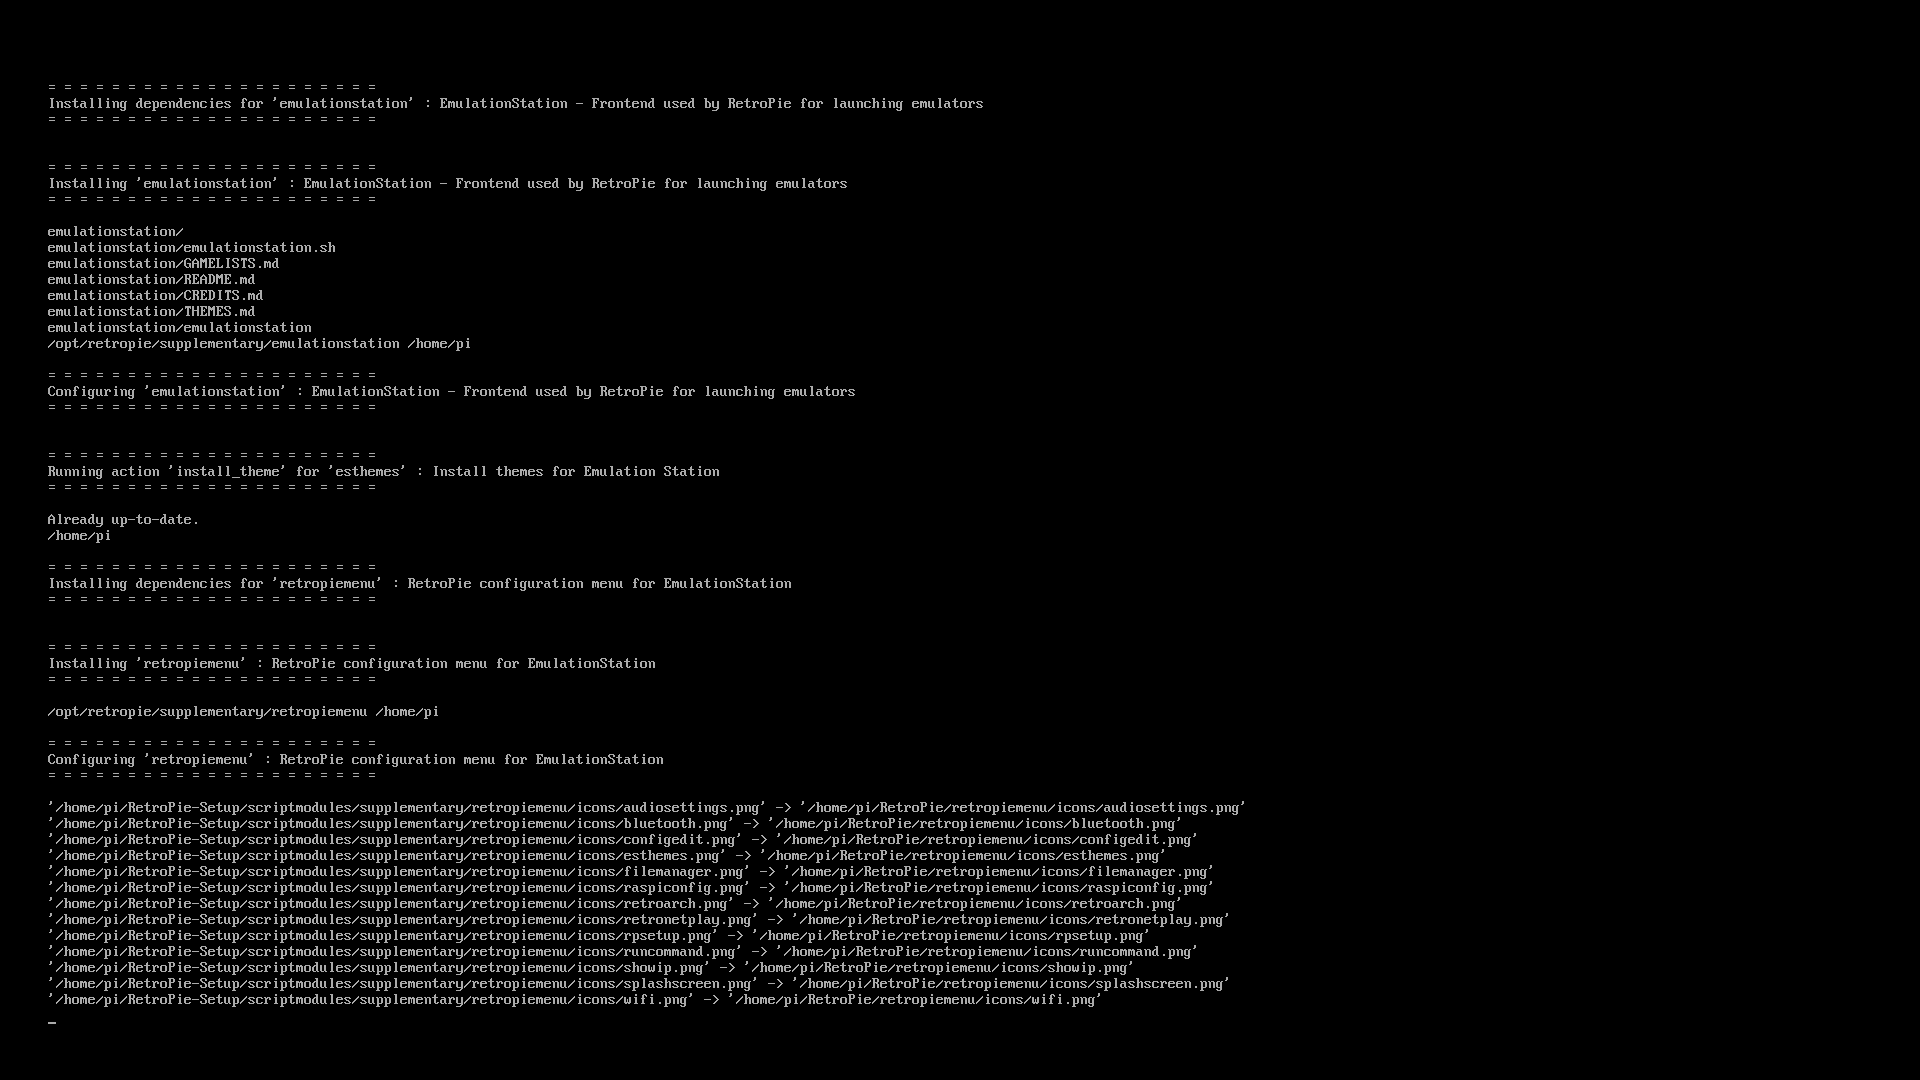 = = = = = = = = = = = = = = = = = = = = =
Installing dependencies for 'emulationstation' : EmulationStation - Frontend used by RetroPie for launching emulators
= = = = = = = = = = = = = = = = = = = = =
= = = = = = = = = = = = = = = = = = = = =
Installing 'emulationstation' : EmulationStation - Frontend used by RetroPie for launching emulators
= = = = = = = = = = = = = = = = = = = = =
emulationstation/
emulationstation/emulationstation.sh
emulationstation/GAMELISTS.md
emulationstation/README.md
emulationstation/CREDITS.md
emulationstation/THEMES.md
emulationstation/emulationstation
/opt/retropie/supplementary/emulationstation /home/pi
= = = = = = = = = = = = = = = = = = = = =
Configuring 'emulationstation' : EmulationStation - Frontend used by RetroPie for launching emulators
= = = = = = = = = = = = = = = = = = = = =
= = = = = = = = = = = = = = = = = = = = =
Running action 'install_theme' for 'esthemes' : Install themes for Emulation Station
= = = = = = = = = = = = = = = = = = = = =
Already up-to-date.
/home/pi
= = = = = = = = = = = = = = = = = = = = =
Installing dependencies for 'retropiemenu' : RetroPie configuration menu for EmulationStation
= = = = = = = = = = = = = = = = = = = = =
= = = = = = = = = = = = = = = = = = = = =
Installing 'retropiemenu' : RetroPie configuration menu for EmulationStation
= = = = = = = = = = = = = = = = = = = = =
/opt/retropie/supplementary/retropiemenu /home/pi
= = = = = = = = = = = = = = = = = = = = =
Configuring 'retropiemenu' : RetroPie configuration menu for EmulationStation
= = = = = = = = = = = = = = = = = = = = =
'/home/pi/RetroPie-Setup/scriptmodules/supplementary/retropiemenu/icons/audiosettings.png' -> '/home/pi/RetroPie/retropiemenu/icons/audiosettings.png'
'/home/pi/RetroPie-Setup/scriptmodules/supplementary/retropiemenu/icons/bluetooth.png' -> '/home/pi/RetroPie/retropiemenu/icons/bluetooth.png'
'/home/pi/RetroPie-Setup/scriptmodules/supplementary/retropiemenu/icons/configedit.png' -> '/home/pi/RetroPie/retropiemenu/icons/configedit.png'
'/home/pi/RetroPie-Setup/scriptmodules/supplementary/retropiemenu/icons/esthemes.png' -> '/home/pi/RetroPie/retropiemenu/icons/esthemes.png'
'/home/pi/RetroPie-Setup/scriptmodules/supplementary/retropiemenu/icons/filemanager.png' -> '/home/pi/RetroPie/retropiemenu/icons/filemanager.png'
'/home/pi/RetroPie-Setup/scriptmodules/supplementary/retropiemenu/icons/raspiconfig.png' -> '/home/pi/RetroPie/retropiemenu/icons/raspiconfig.png'
'/home/pi/RetroPie-Setup/scriptmodules/supplementary/retropiemenu/icons/retroarch.png' -> '/home/pi/RetroPie/retropiemenu/icons/retroarch.png'
'/home/pi/RetroPie-Setup/scriptmodules/supplementary/retropiemenu/icons/retronetplay.png' -> '/home/pi/RetroPie/retropiemenu/icons/retronetplay.png'
'/home/pi/RetroPie-Setup/scriptmodules/supplementary/retropiemenu/icons/rpsetup.png' -> '/home/pi/RetroPie/retropiemenu/icons/rpsetup.png'
'/home/pi/RetroPie-Setup/scriptmodules/supplementary/retropiemenu/icons/runcommand.png' -> '/home/pi/RetroPie/retropiemenu/icons/runcommand.png'
'/home/pi/RetroPie-Setup/scriptmodules/supplementary/retropiemenu/icons/showip.png' -> '/home/pi/RetroPie/retropiemenu/icons/showip.png'
'/home/pi/RetroPie-Setup/scriptmodules/supplementary/retropiemenu/icons/splashscreen.png' -> '/home/pi/RetroPie/retropiemenu/icons/splashscreen.png'
'/home/pi/RetroPie-Setup/scriptmodules/supplementary/retropiemenu/icons/wifi.png' -> '/home/pi/RetroPie/retropiemenu/icons/wifi.png'
_